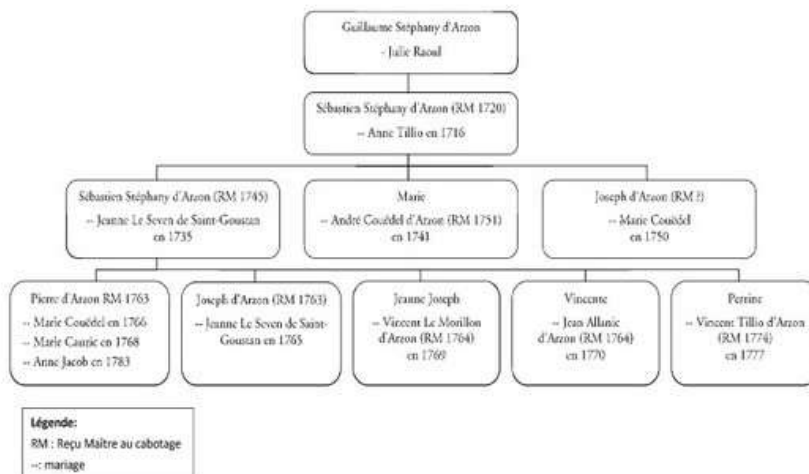 Guillaume Stéphany d'Arzon
-- Julie Raoul
Sébastien Stéphany d'Arzon (RM 1720)
-- Anne Tillio en 1716
Sébastien Stéphany d'Arzon (RM 1745)
-- Jeanne Le Seven de Saint-Goustan
en 1735
Marie
-- André Couëdel d'Arzon (RM 1751)
en 1741
Joseph d'Arzon (RM ?)
-- Marie Couëdel
en 1750
Pierre d'Arzon RM 1763
-- Marie Couëdel en 1766
-- Marie Cauric en 1768
-- Anne Jacob en 1783
Joseph d'Arzon (RM 1763)
-- Jeanne Le Seven de Saint-
Goustan en 1765
Jeanne Joseph
-- Vincent Le Morillon
d'Arzon (RM 1764)
en 1769
Vincente
-- Jean Allanic
d'Arzon (RM 1764)
en 1770
Perrine
-- Vincent Tillio d'Arzon
(RM 1774)
en 1777
Légende:
RM : Reçu Maître au cabotage
--: mariage